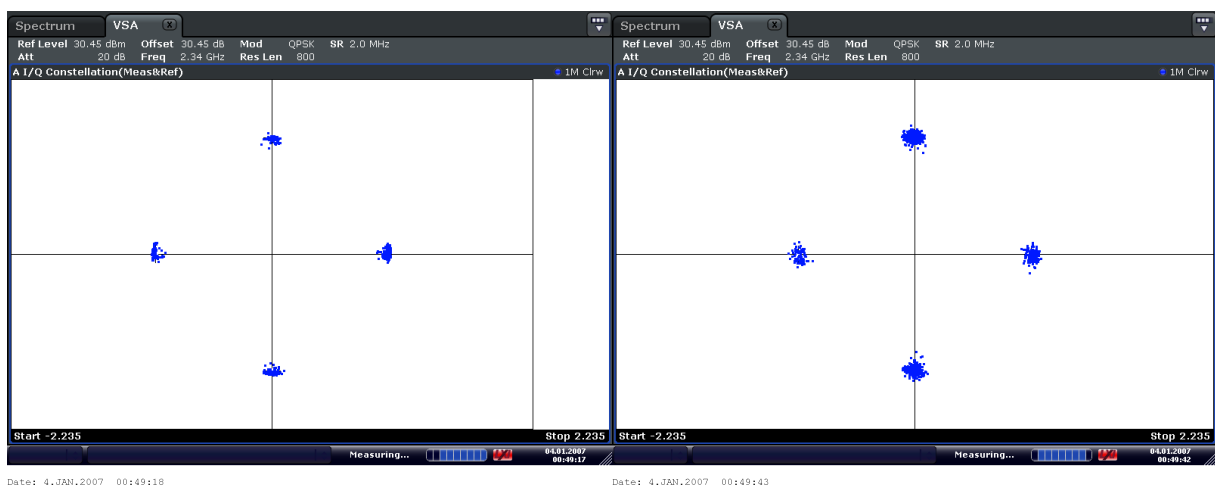 Spectrum VSA X
Ref Level 30.45 dBm Offset 30.45 dB Mod QPSK SR 2.0 MHz
Att 20 dB Freq 2.34 GHz Res Len 800
A I/Q Constellation(Meas&Ref) 1M Clrw
Start -2.235 Stop 2.235
Measuring... 04.01.2007
00:49:17
Date: 4.JAN.2007 00:49:18
Spectrum VSA X
Ref Level 30.45 dBm Offset 30.45 dB Mod QPSK SR 2.0 MHz
Att 20 dB Freq 2.34 GHz Res Len 800
A I/Q Constellation(Meas&Ref) 1M Clrw
Start -2.235 Stop 2.235
Measuring... 04.01.2007
00:49:42
Date: 4.JAN.2007 00:49:43